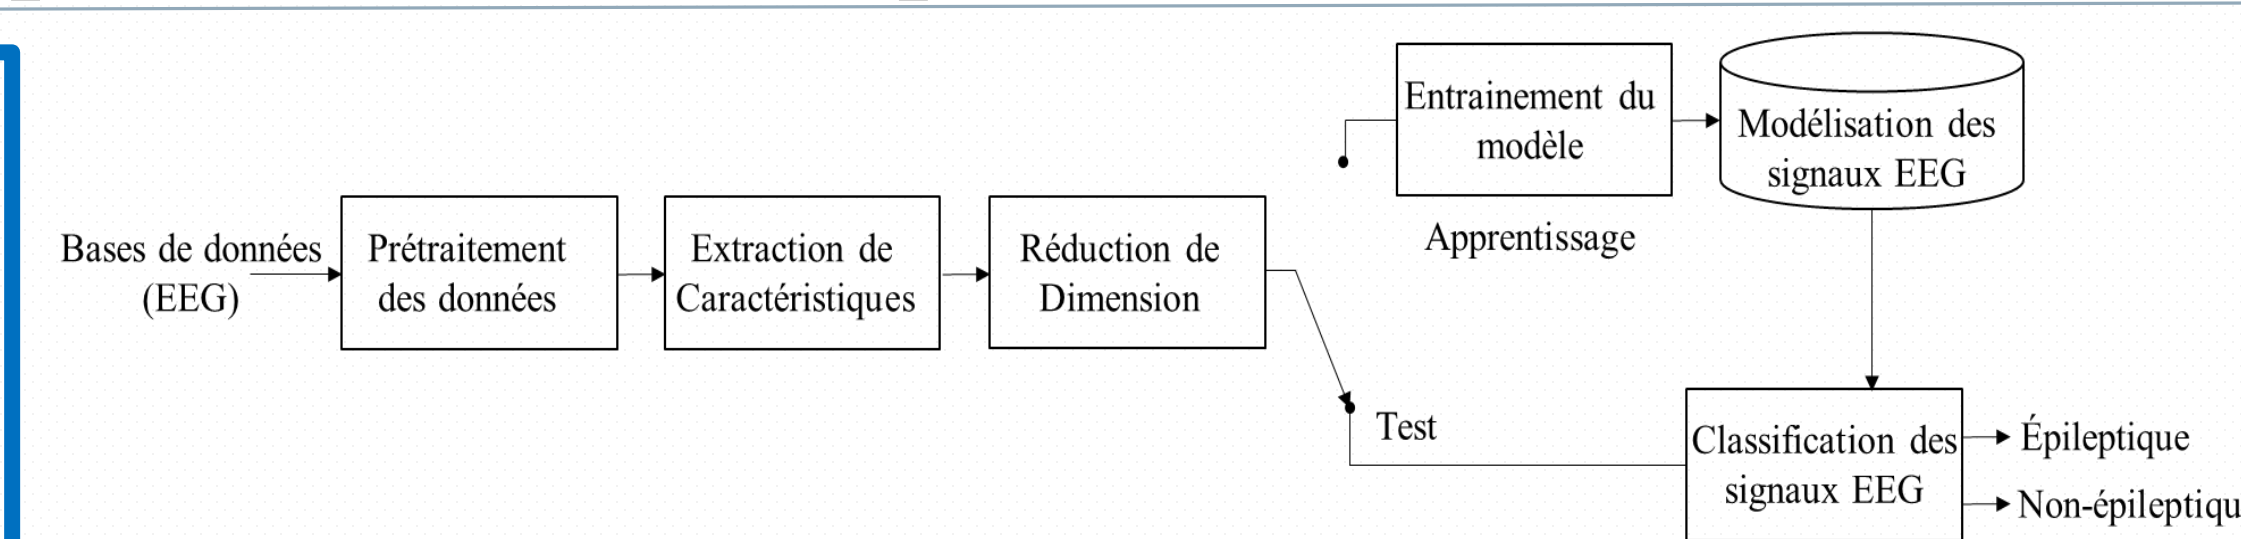 Bases de données
(EEG)
Prétraitement
des données
Extraction de
Caractéristiques
Réduction de
Dimension
Entrainement du
modèle
Apprentissage
Modélisation des
signaux EEG
Test
Classification des
signaux EEG
Épileptique
Non-épileptiqu